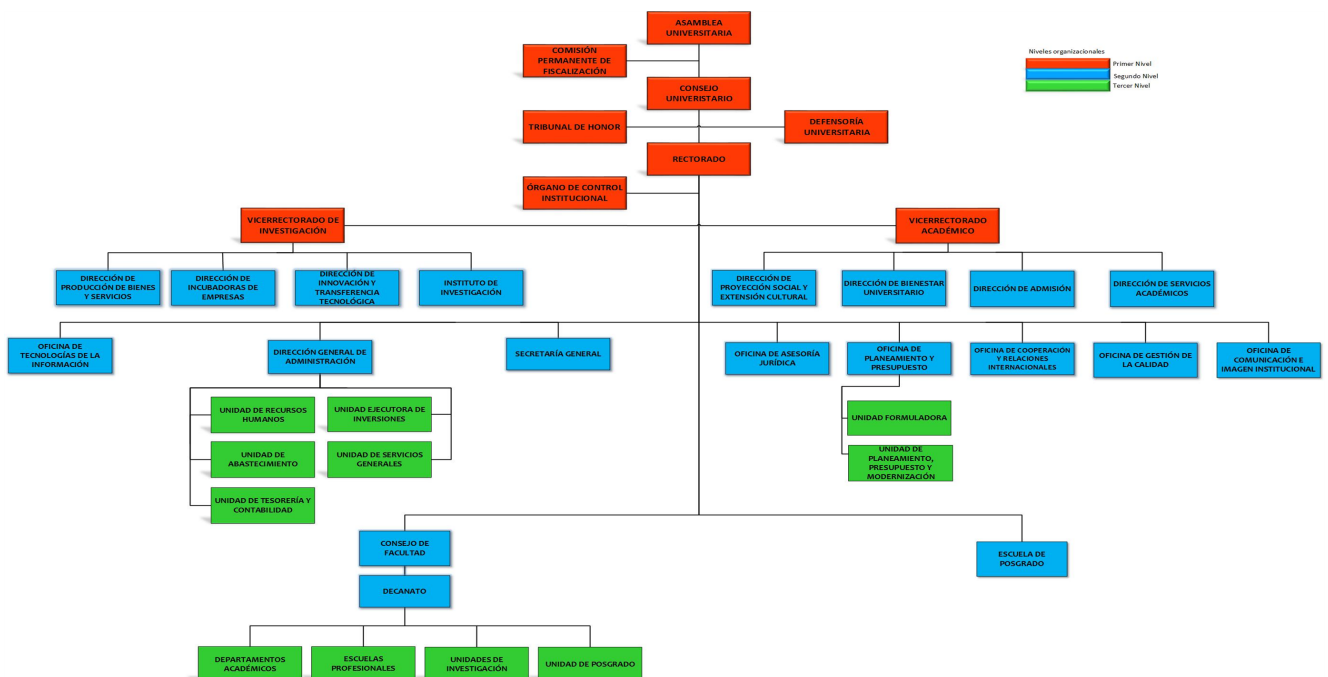 ASAMBLEA
UNIVERSITARIA
Niveles organizacionales
Primer Nivel
Segundo Nivel
Tercer Nivel
COMISIÓN
PERMANENTE DE
FISCALIZACIÓN
CONSEJO
UNIVERISTARIO
TRIBUNAL DE HONOR
DEFENSORÍA
UNIVERSITARIA
RECTORADO
ÓRGANO DE CONTROL
INSTITUCIONAL
VICERRECTORADO DE
INVESTIGACIÓN
VICERRECTORADO
ACADÉMICO
DIRECCIÓN DE
PRODUCCIÓN DE BIENES
Y SERVICIOS
DIRECCIÓN DE
INCUBADORAS DE
EMPRESAS
DIRECCIÓN DE
INNOVACIÓN Y
TRANSFERENCIA
TECNOLÓGICA
INSTITUTO DE
INVESTIGACIÓN
DIRECCIÓN DE
PROYECCIÓN SOCIAL Y
EXTENSIÓN CULTURAL
DIRECCIÓN DE BIENESTAR
UNIVERSITARIO
DIRECCIÓN DE ADMISIÓN
DIRECCIÓN DE SERVICIOS
ACADÉMICOS
OFICINA DE
TECNOLOGÍAS DE LA
INFORMACIÓN
DIRECCIÓN GENERAL DE
ADMINISTRACIÓN
SECRETARÍA GENERAL
OFICINA DE ASESORÍA
JURÍDICA
OFICINA DE
PLANEAMIENTO Y
PRESUPUESTO
OFICINA DE COOPERACIÓN
Y RELACIONES
INTERNACIONALES
OFICINA DE GESTIÓN DE
LA CALIDAD
OFICINA DE
COMUNICACIÓN E
IMAGEN INSTITUCIONAL
UNIDAD DE RECURSOS
HUMANOS
UNIDAD EJECUTORA DE
INVERSIONES
UNIDAD DE
ABASTECIMIENTO
UNIDAD DE SERVICIOS
GENERALES
UNIDAD DE TESORERÍA Y
CONTABILIDAD
UNIDAD FORMULADORA
UNIDAD DE
PLANEAMIENTO,
PRESUPUESTO Y
MODERNIZACIÓN
CONSEJO DE
FACULTAD
ESCUELA DE
POSGRADO
DECANATO
DEPARTAMENTOS
ACADÉMICOS
ESCUELAS
PROFESIONALES
UNIDADES DE
INVESTIGACIÓN
UNIDAD DE POSGRADO